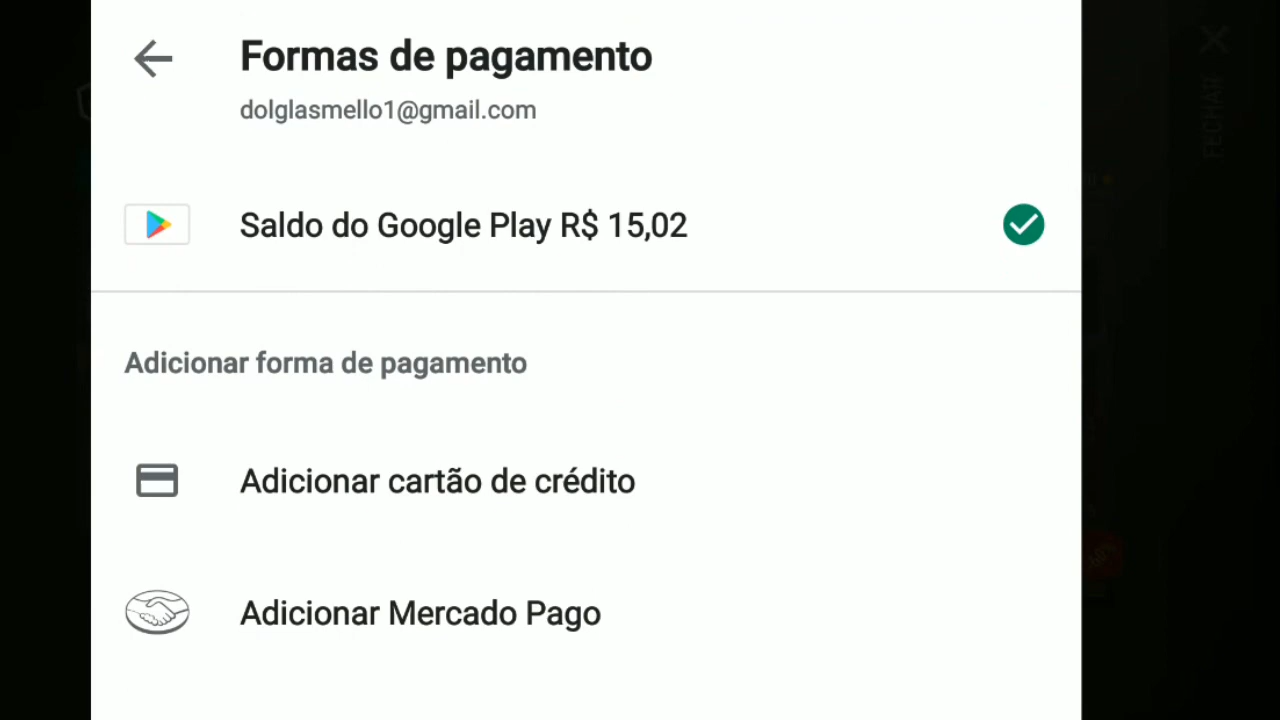 Formas de pagamento
dolglasmello1@gmail.com
Saldo do Google Play R$ 15,02
Adicionar forma de pagamento
Adicionar cartão de crédito
Adicionar Mercado Pago
FECHAR